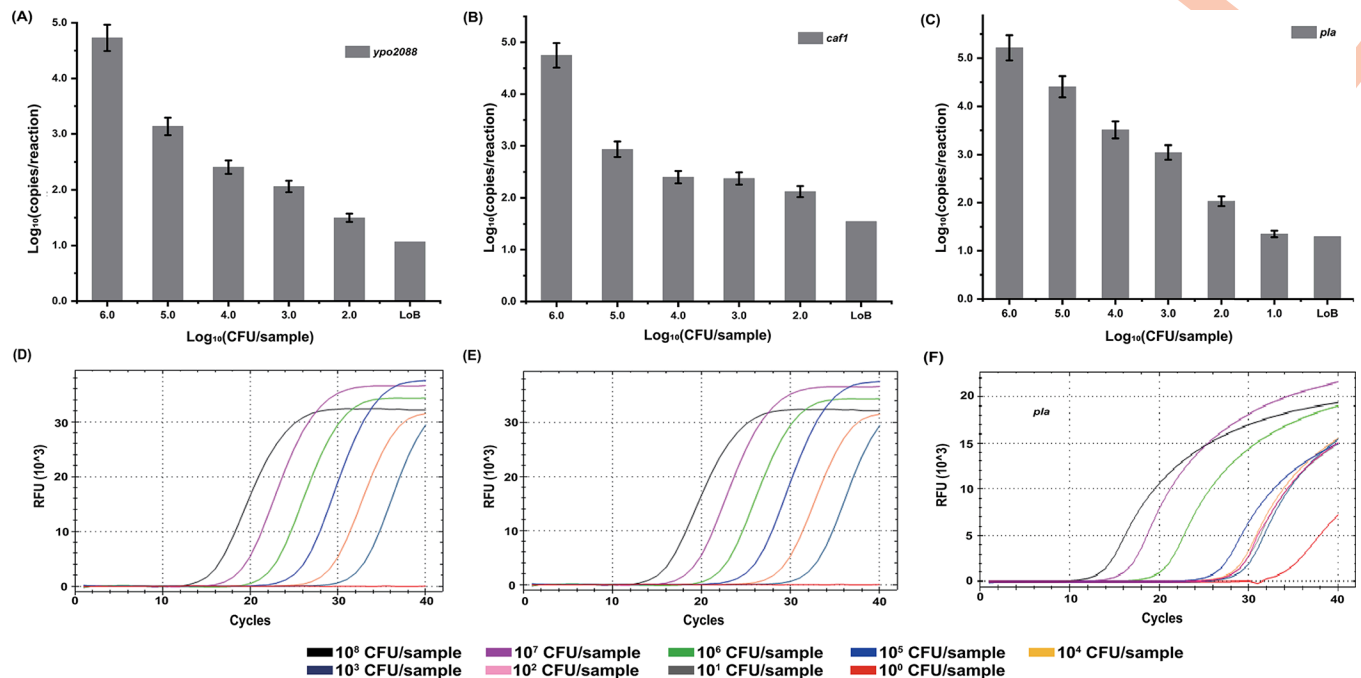 (A)
ypo2088
5.0
4.0
3.0
2.0
1.0
0.0
Log₁₀(copies/reaction)
6.0 5.0 4.0 3.0 2.0 LoB
Log₁₀(CFU/sample)
(B)
caf1
5.0
4.0
3.0
2.0
1.0
0.0
Log₁₀(copies/reaction)
6.0 5.0 4.0 3.0 2.0 LoB
Log₁₀(CFU/sample)
(C)
pla
5.0
4.0
3.0
2.0
1.0
0.0
Log₁₀(copies/reaction)
6.0 5.0 4.0 3.0 2.0 1.0 LoB
Log₁₀(CFU/sample)
(D)
30
20
10
0
RFU (10^3)
0 10 20 30 40
Cycles
(E)
30
20
10
0
RFU (10^3)
0 10 20 30 40
Cycles
(F)
pla
20
15
10
5
0
RFU (10^3)
0 10 20 30 40
Cycles
10⁸ CFU/sample 10⁷ CFU/sample 10⁶ CFU/sample 10⁵ CFU/sample 10⁴ CFU/sample
10³ CFU/sample 10² CFU/sample 10¹ CFU/sample 10⁰ CFU/sample